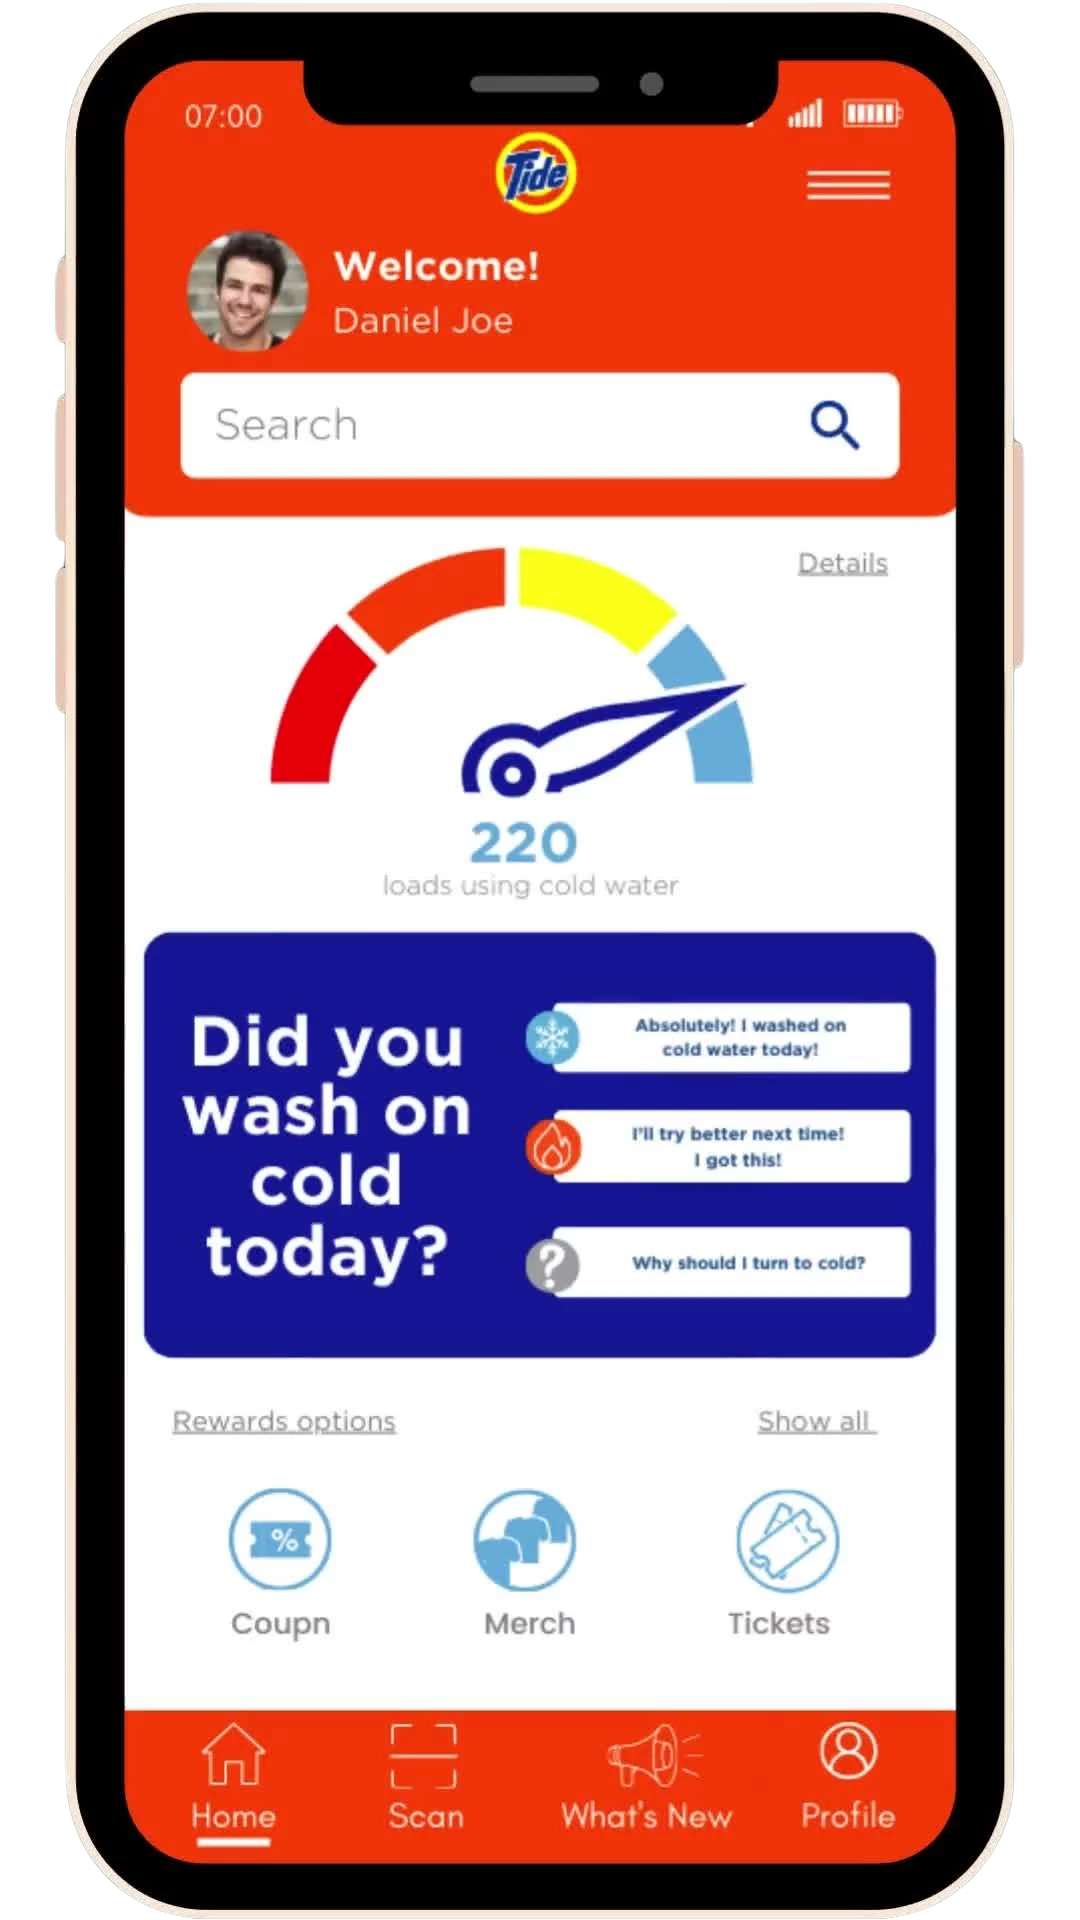 07:00
Tide
Welcome!
Daniel Joe
Search
Details
220
loads using cold water
Did you
wash on
cold
today?
Absolutely! I washed on
cold water today!
I'll try better next time!
I got this!
?
Why should I turn to cold?
Rewards options
Show all
%
Coupn
Merch
Tickets
Home
Scan
What's New
Profile